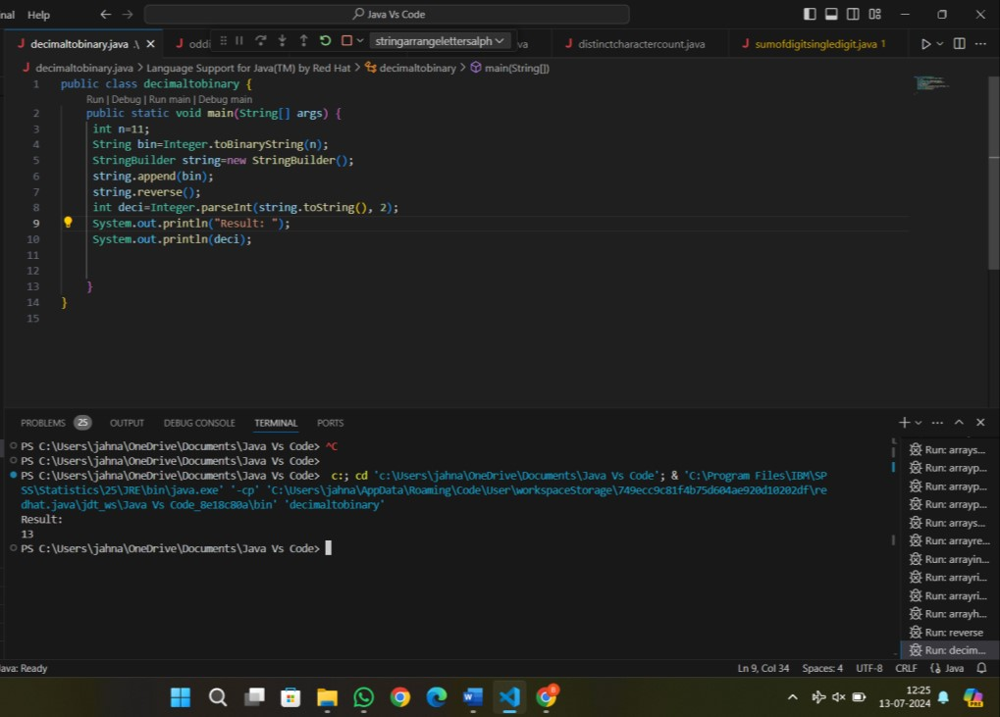 nal Help Java Vs Code
decimaltobinary.java oddi stringarrangelettersalph va distinctcharactercount.java sumofdigitsingledigit.java 1
decimaltobinary.java > Language Support for Java(TM) by Red Hat > decimaltobinary > main(String[])
1 public class decimaltobinary {
Run | Debug | Run main | Debug main
2 public static void main(String[] args) {
3 int n=11;
4 String bin=Integer.toBinaryString(n);
5 StringBuilder string=new StringBuilder();
6 string.append(bin);
7 string.reverse();
8 int deci=Integer.parseInt(string.toString(), 2);
9 System.out.println("Result: ");
10 System.out.println(deci);
11
12
13 }
14 }
15
PROBLEMS 25 OUTPUT DEBUG CONSOLE TERMINAL PORTS
PS C:\Users\jahna\OneDrive\Documents\Java Vs Code> ^C
PS C:\Users\jahna\OneDrive\Documents\Java Vs Code>
PS C:\Users\jahna\OneDrive\Documents\Java Vs Code> c:; cd 'c:\Users\jahna\OneDrive\Documents\Java Vs Code'; & 'C:\Program Files\IBM\SP
SS\Statistics\25\JRE\bin\java.exe' '-cp' 'C:\Users\jahna\AppData\Roaming\Code\User\workspaceStorage\749ecc9c81f4b75d604ae920d10202df\re
dhat.java\jdt_ws\Java Vs Code_8e18c80a\bin' 'decimaltobinary'
Result:
13
PS C:\Users\jahna\OneDrive\Documents\Java Vs Code>
Run: arrays...
Run: arrayp...
Run: arrayp...
Run: arrayp...
Run: arrays...
Run: arrayre...
Run: arrayin...
Run: arrayri...
Run: arrayri...
Run: arrayh...
Run: reverse
Run: decim...
Java: Ready Ln 9, Col 34 Spaces: 4 UTF-8 CRLF {} Java
12:25
13-07-2024